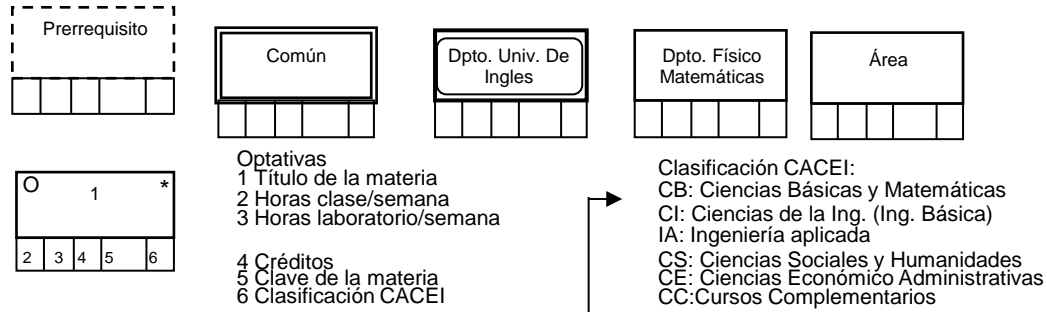 Prerrequisito
Común
Dpto. Univ. De
Ingles
Dpto. Físico
Matemáticas
Área
O 1 *
2 3 4 5 6
Optativas
1 Título de la materia
2 Horas clase/semana
3 Horas laboratorio/semana
4 Créditos
5 Clave de la materia
6 Clasificación CACEI
Clasificación CACEI:
CB: Ciencias Básicas y Matemáticas
CI: Ciencias de la Ing. (Ing. Básica)
IA: Ingeniería aplicada
CS: Ciencias Sociales y Humanidades
CE: Ciencias Económico Administrativas
CC:Cursos Complementarios